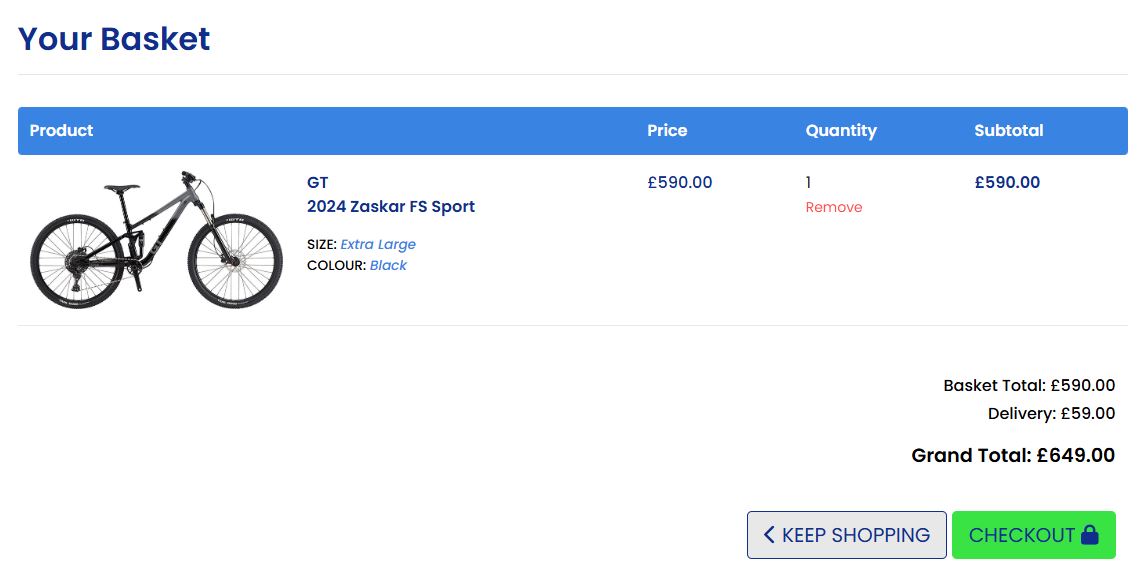 Your Basket
Product Price Quantity Subtotal
GT £590.00 1 £590.00
2024 Zaskar FS Sport Remove
SIZE: Extra Large
COLOUR: Black
Basket Total: £590.00
Delivery: £59.00
Grand Total: £649.00
KEEP SHOPPING CHECKOUT